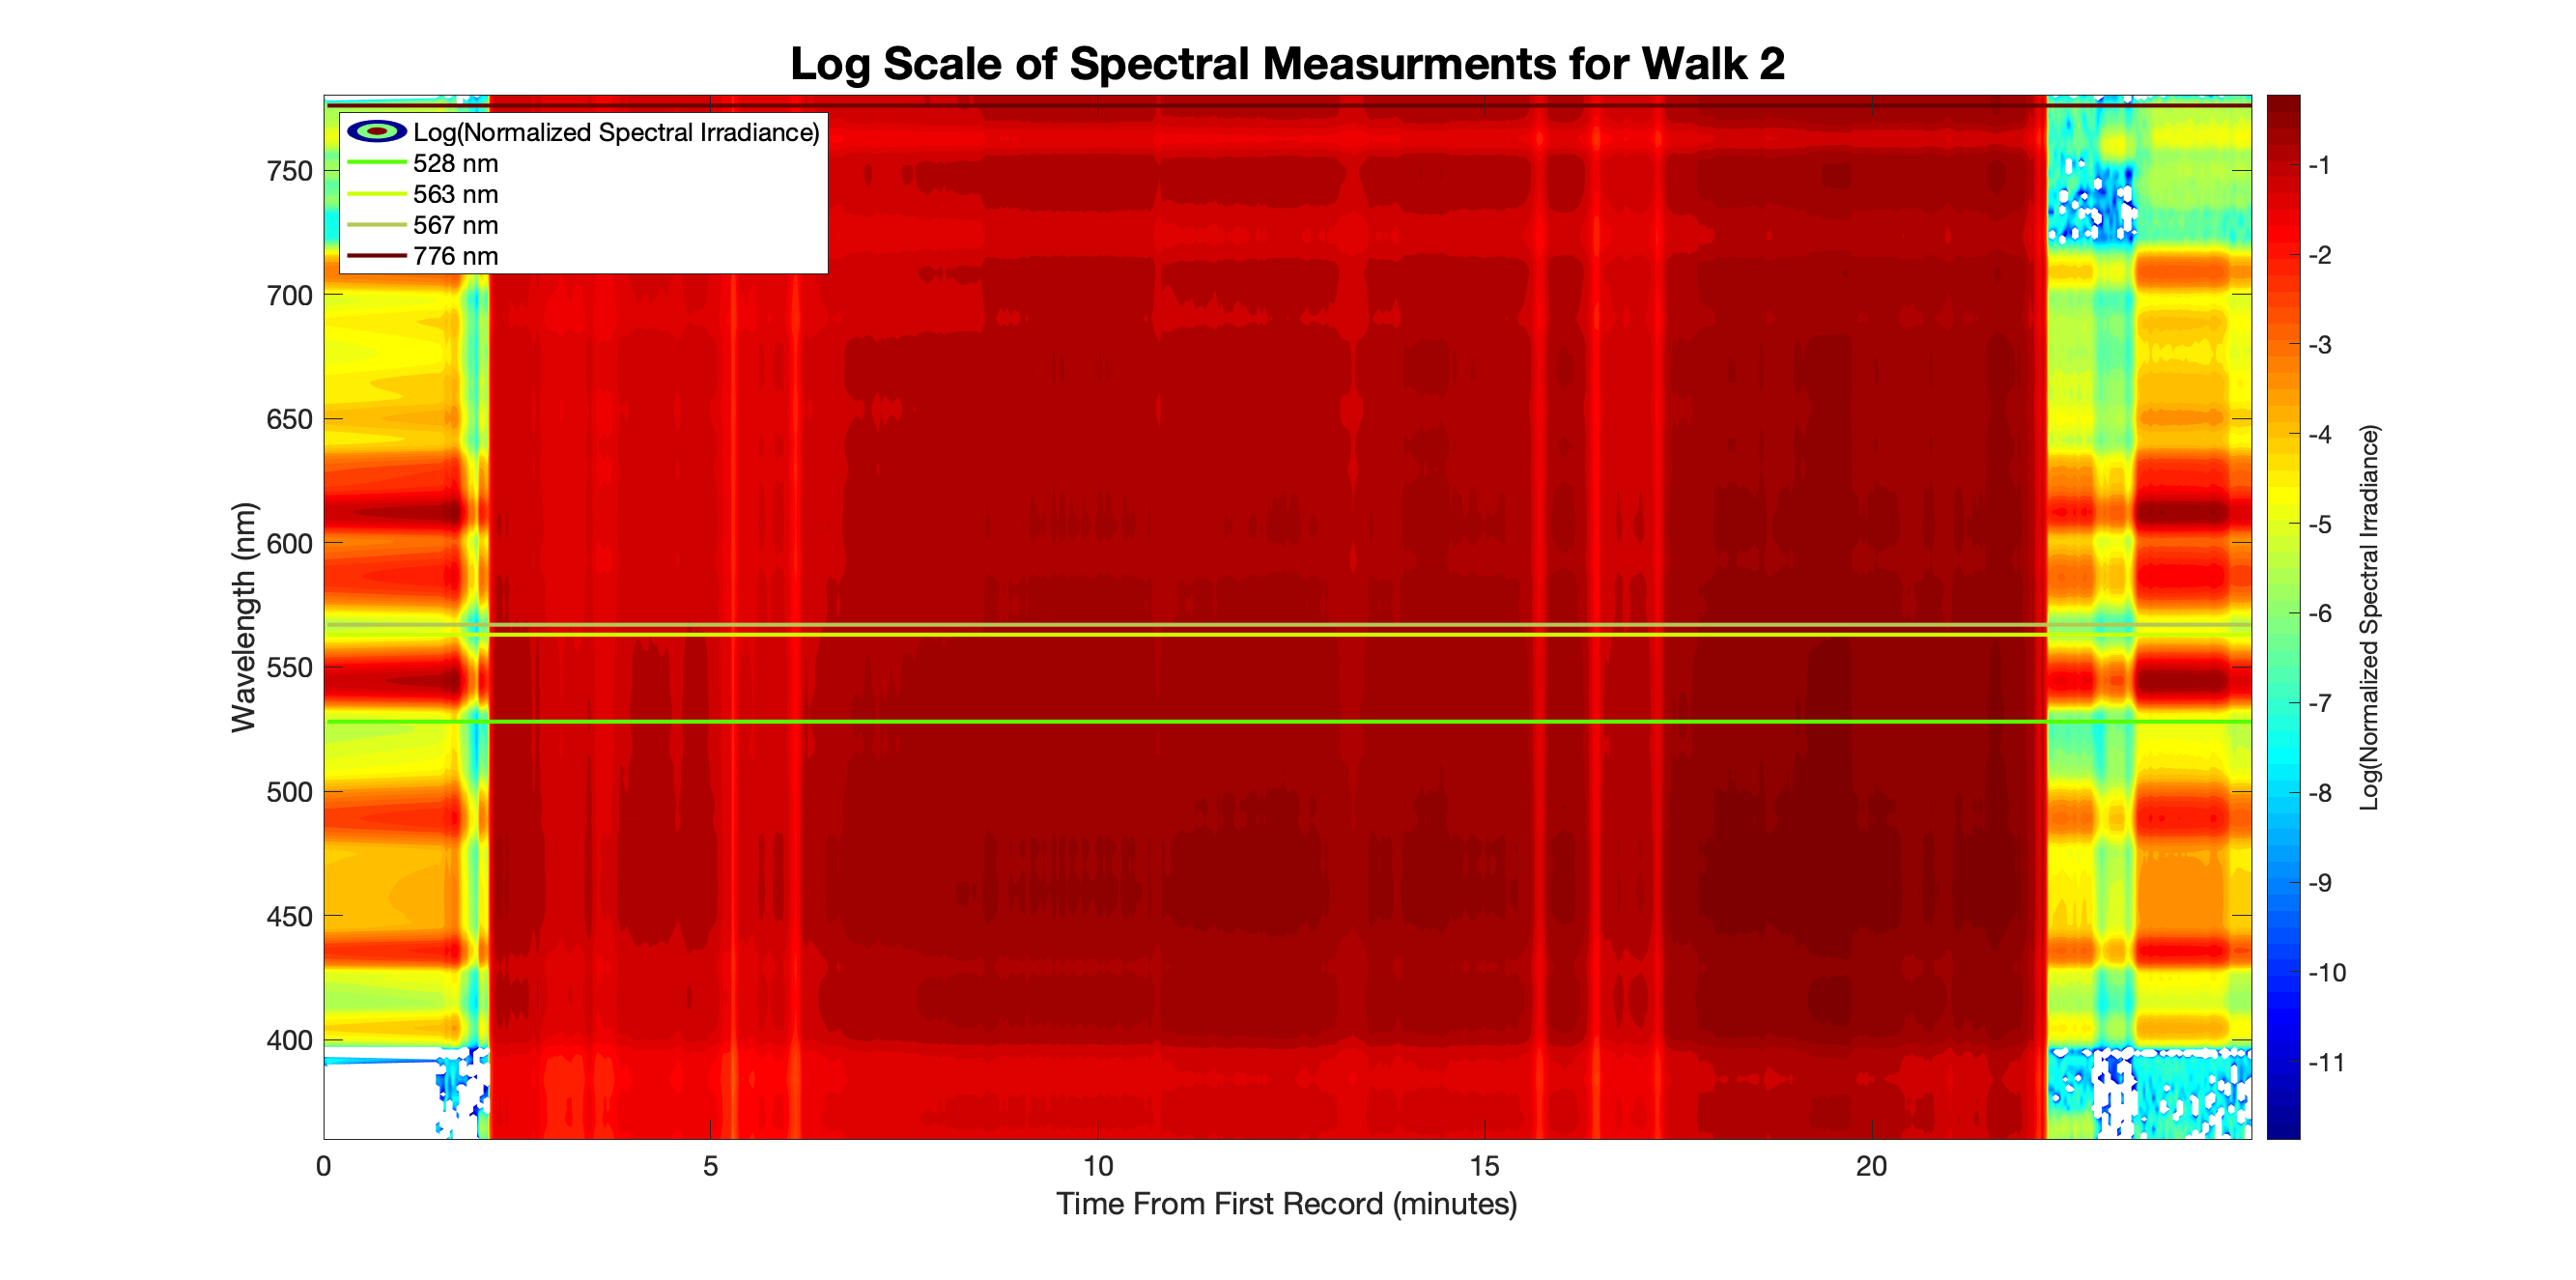 Log Scale of Spectral Measurments for Walk 2
Log(Normalized Spectral Irradiance)
528 nm
563 nm
567 nm
776 nm
Wavelength (nm)
750
700
650
600
550
500
450
400
0
5
10
15
20
Time From First Record (minutes)
-1
-2
-3
-4
-5
-6
-7
-8
-9
-10
-11
Log(Normalized Spectral Irradiance)